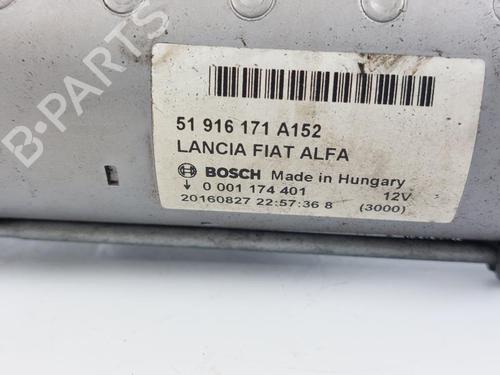 B-PARTS
51 916 171 A152
LANCIA FIAT ALFA
BOSCH Made in Hungary
0 001 174 401 12V
20160827 22:57:36 8 (3000)